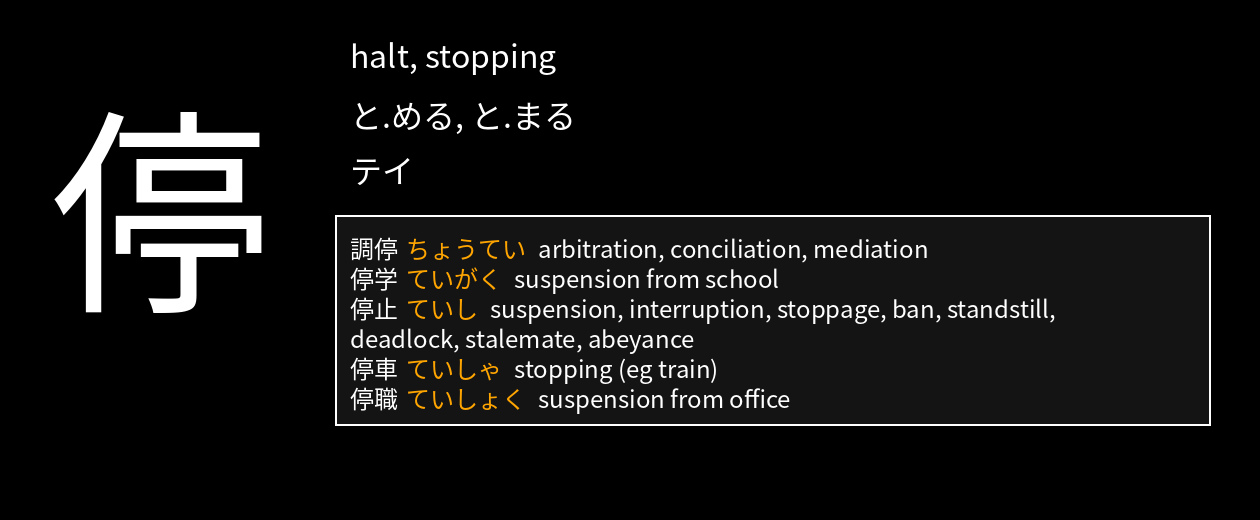 停
halt, stopping
と.める, と.まる
テイ
調停 ちょうてい arbitration, conciliation, mediation
停学 ていがく suspension from school
停止 ていし suspension, interruption, stoppage, ban, standstill,
deadlock, stalemate, abeyance
停車 ていしゃ stopping (eg train)
停職 ていしょく suspension from office